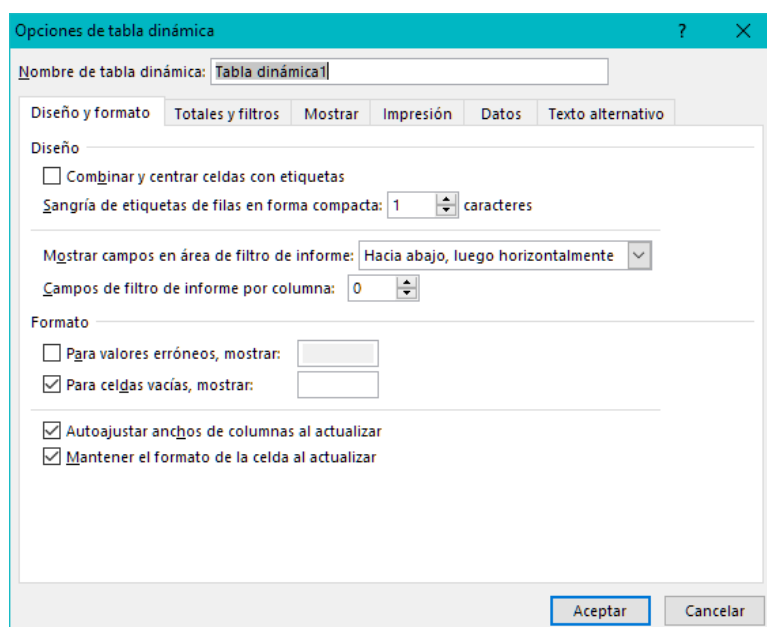 Opciones de tabla dinámica ?
Nombre de tabla dinámica: Tabla dinámica1
Diseño y formato Totales y filtros Mostrar Impresión Datos Texto alternativo
Diseño
Combinar y centrar celdas con etiquetas
Sangría de etiquetas de filas en forma compacta: 1 caracteres
Mostrar campos en área de filtro de informe: Hacia abajo, luego horizontalmente
Campos de filtro de informe por columna: 0
Formato
Para valores erróneos, mostrar:
Para celdas vacías, mostrar:
Autoajustar anchos de columnas al actualizar
Mantener el formato de la celda al actualizar
Aceptar Cancelar